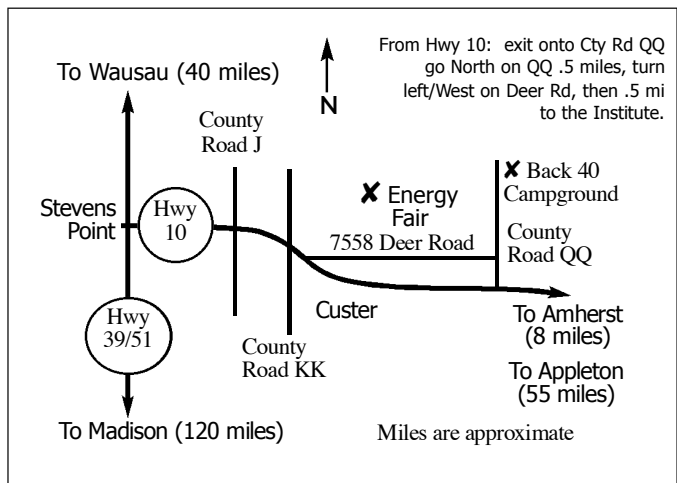 From Hwy 10: exit onto Cty Rd QQ
go North on QQ .5 miles, turn
left/West on Deer Rd, then .5 mi
to the Institute.
To Wausau (40 miles)
N
County
Road J
✘ Back 40
Campground
✘ Energy
Fair
7558 Deer Road
Stevens
Point
Hwy
10
County
Road QQ
Custer
To Amherst
(8 miles)
Hwy
39/51
County
Road KK
To Appleton
(55 miles)
To Madison (120 miles)
Miles are approximate